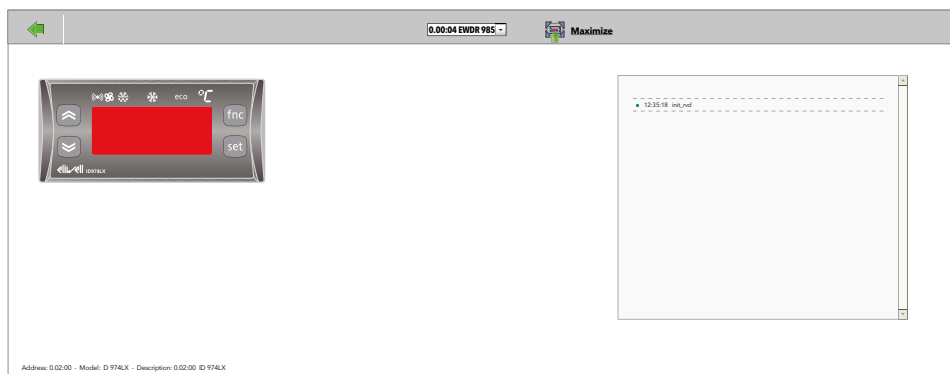 0.00:04 EWDR 985
Maximize
eco °C
fnc
set
eliwell ID974LX
12:35:18 init_rvd
Address: 0.02:00 - Model: D 974LX - Description: 0.02:00 ID 974LX